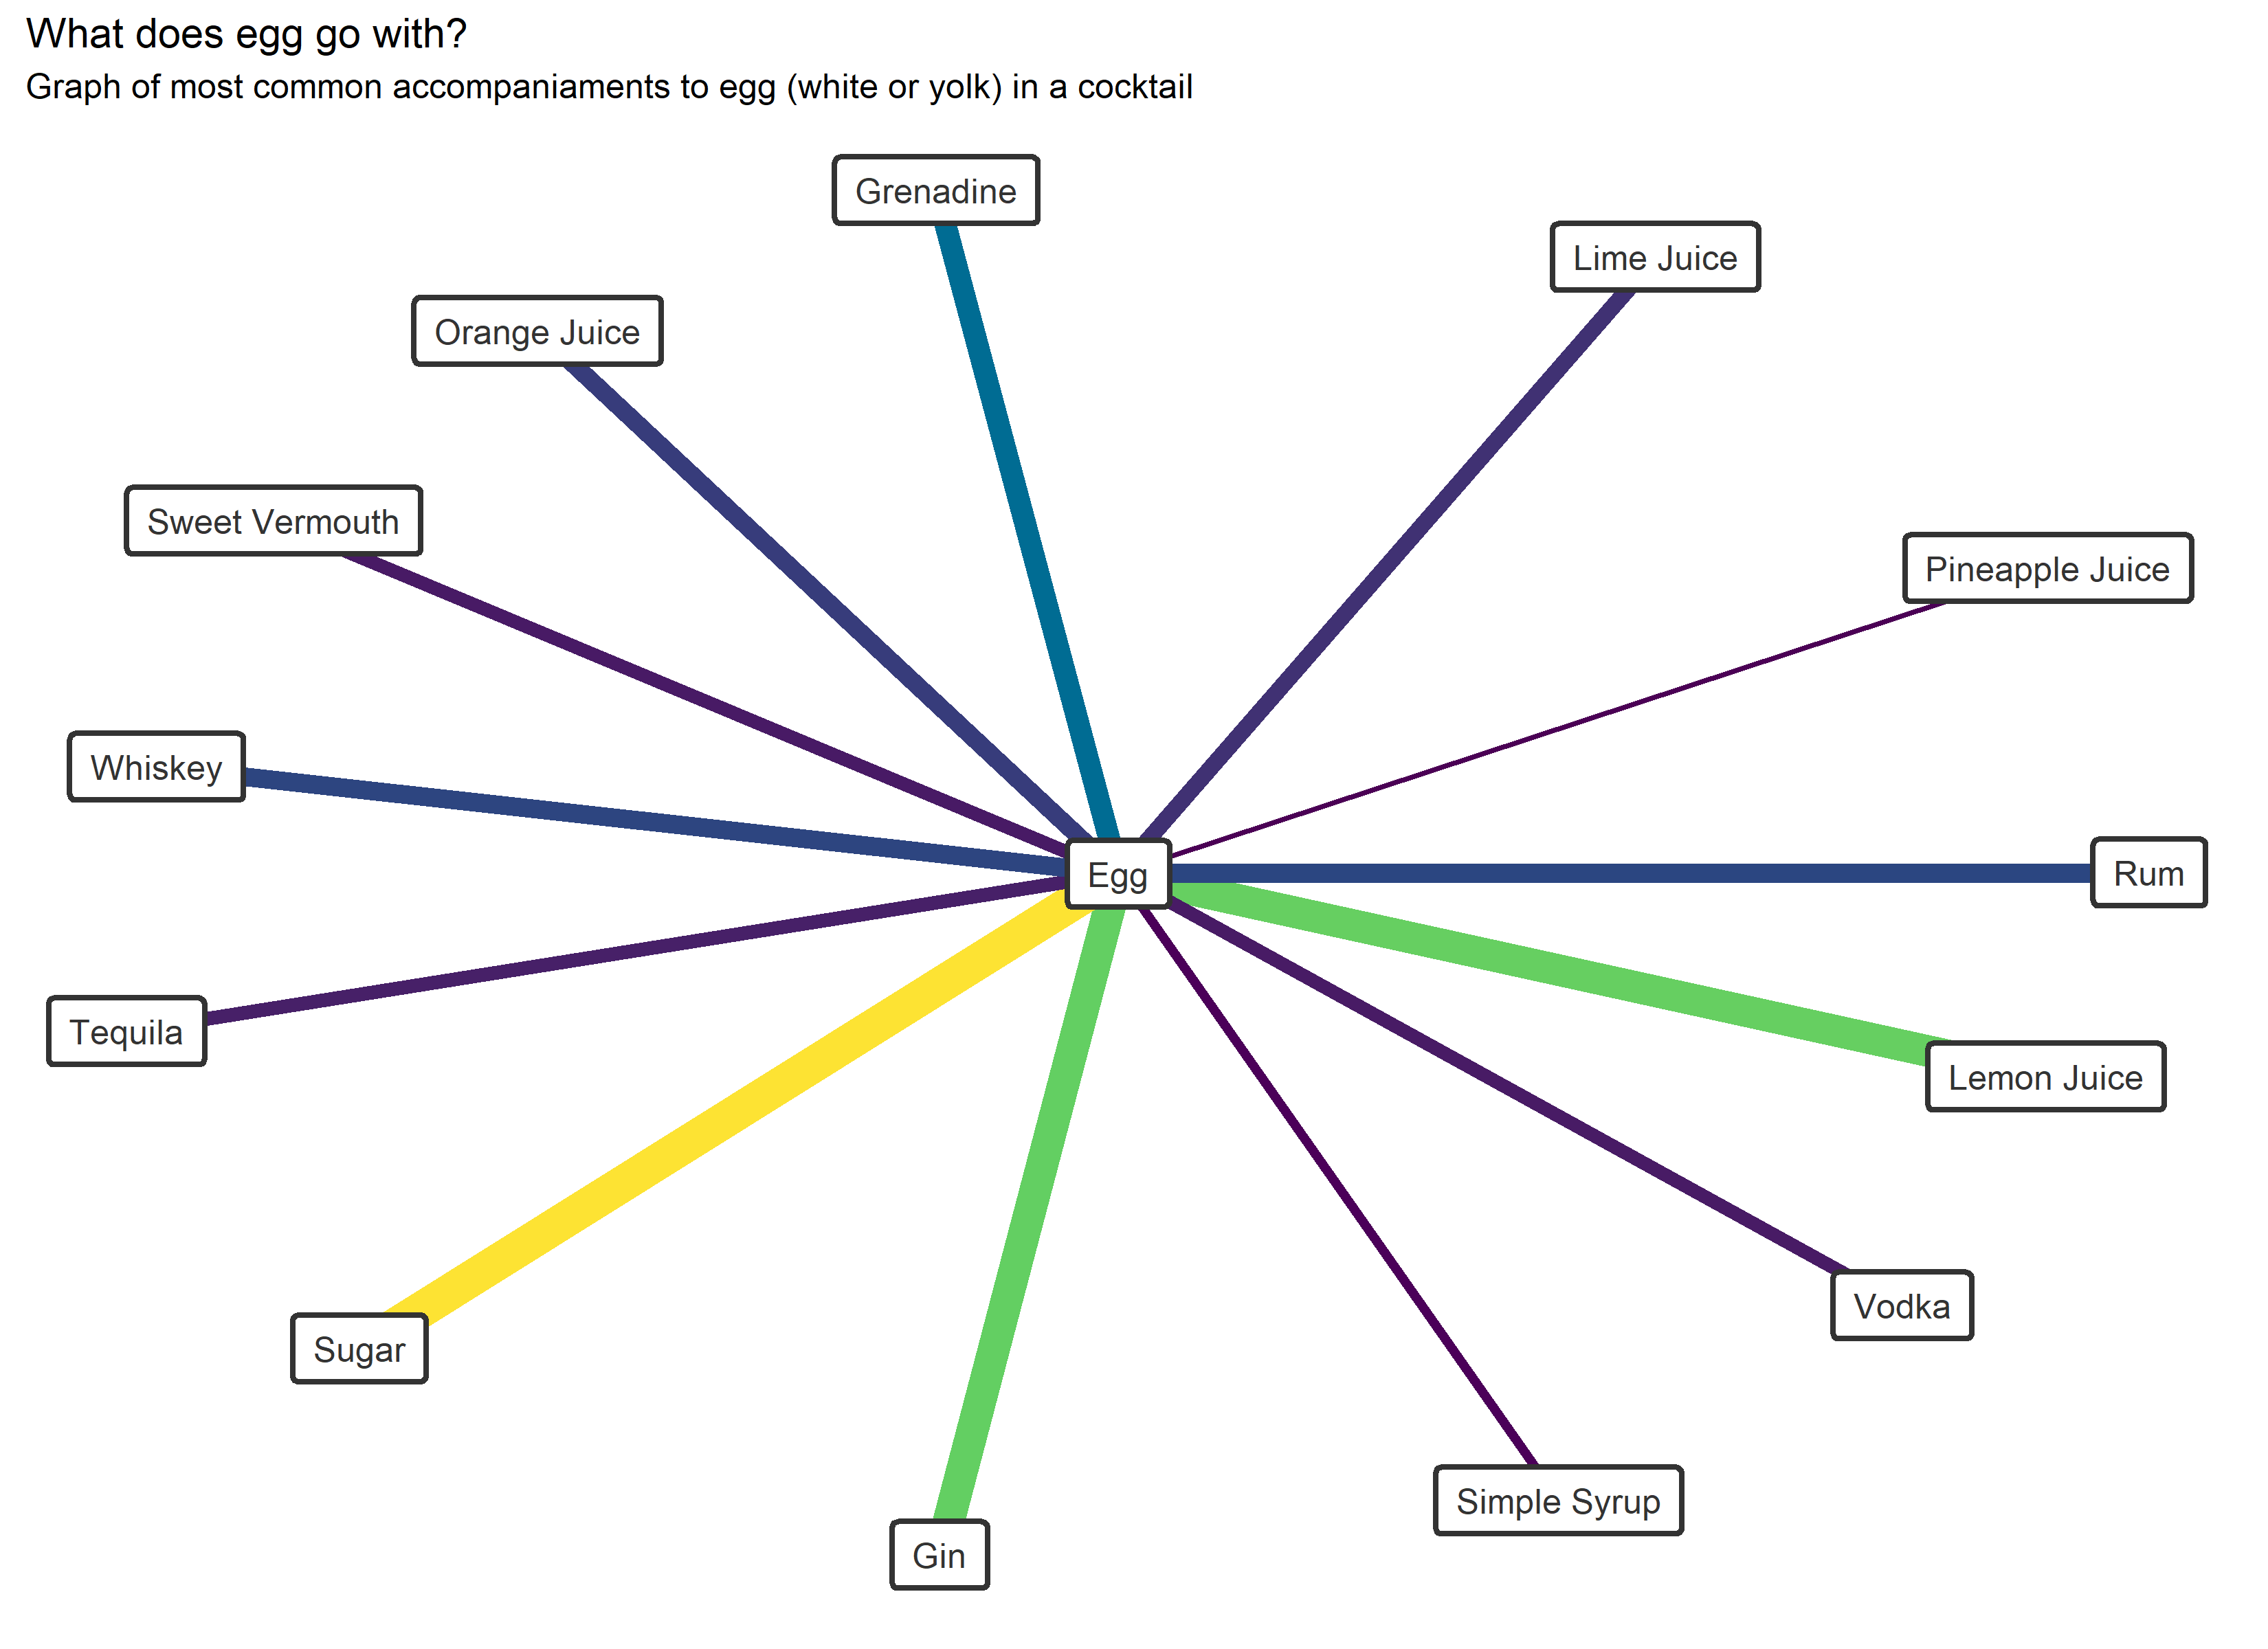 What does egg go with?
Graph of most common accompaniaments to egg (white or yolk) in a cocktail
Grenadine
Lime Juice
Orange Juice
Sweet Vermouth
Pineapple Juice
Whiskey
Egg
Rum
Tequila
Lemon Juice
Vodka
Sugar
Simple Syrup
Gin